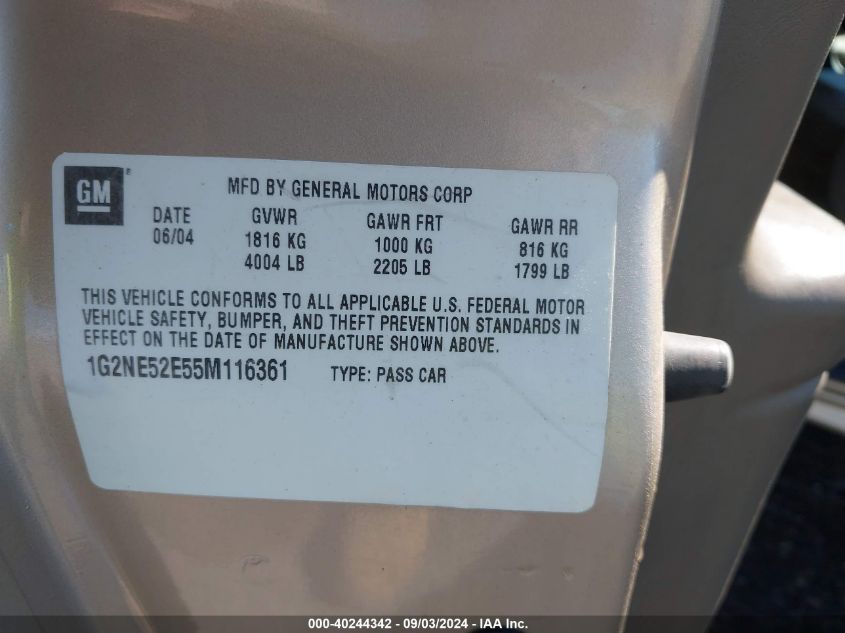 GM
MFD BY GENERAL MOTORS CORP
DATE GVWR GAWR FRT GAWR RR
06/04 1816 KG 1000 KG 816 KG
4004 LB 2205 LB 1799 LB
THIS VEHICLE CONFORMS TO ALL APPLICABLE U.S. FEDERAL MOTOR
VEHICLE SAFETY, BUMPER, AND THEFT PREVENTION STANDARDS IN
EFFECT ON THE DATE OF MANUFACTURE SHOWN ABOVE.
1G2NE52E55M116361 TYPE: PASS CAR
000-40244342 - 09/03/2024 - IAA Inc.